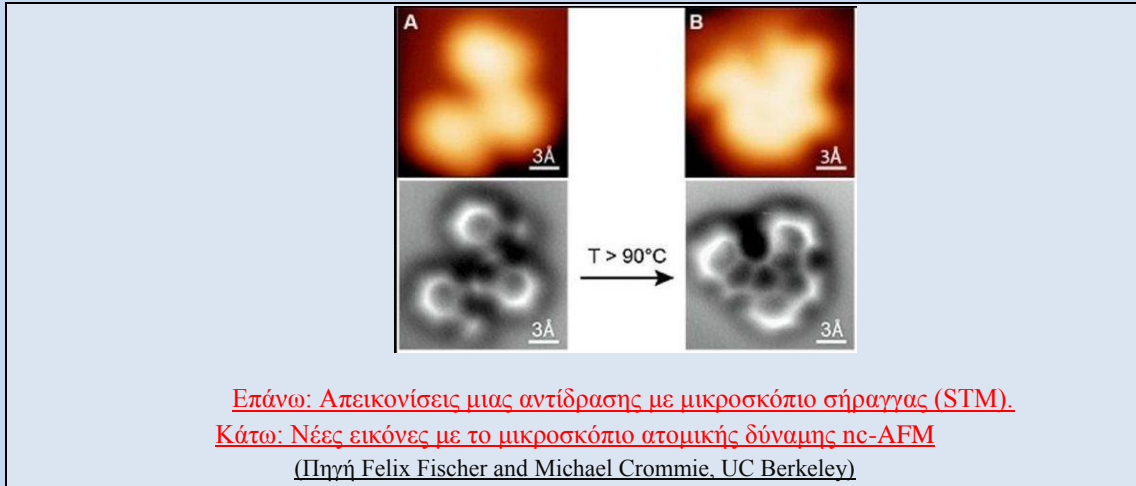 A B
3Å 3Å
T > 90°C
3Å 3Å
Επάνω: Απεικονίσεις μιας αντίδρασης με μικροσκόπιο σήραγγας (STM).
Κάτω: Νέες εικόνες με το μικροσκόπιο ατομικής δύναμης nc-AFM
(Πηγή Felix Fischer and Michael Crommie, UC Berkeley)